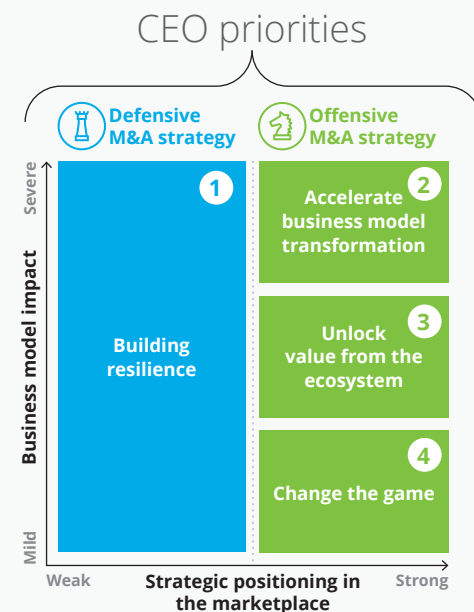 CEO priorities
Defensive
M&A strategy
Offensive
M&A strategy
Severe
Business model impact
Mild
1
Building
resilience
2
Accelerate
business model
transformation
3
Unlock
value from the
ecosystem
4
Change the game
Weak
Strategic positioning in
the marketplace
Strong